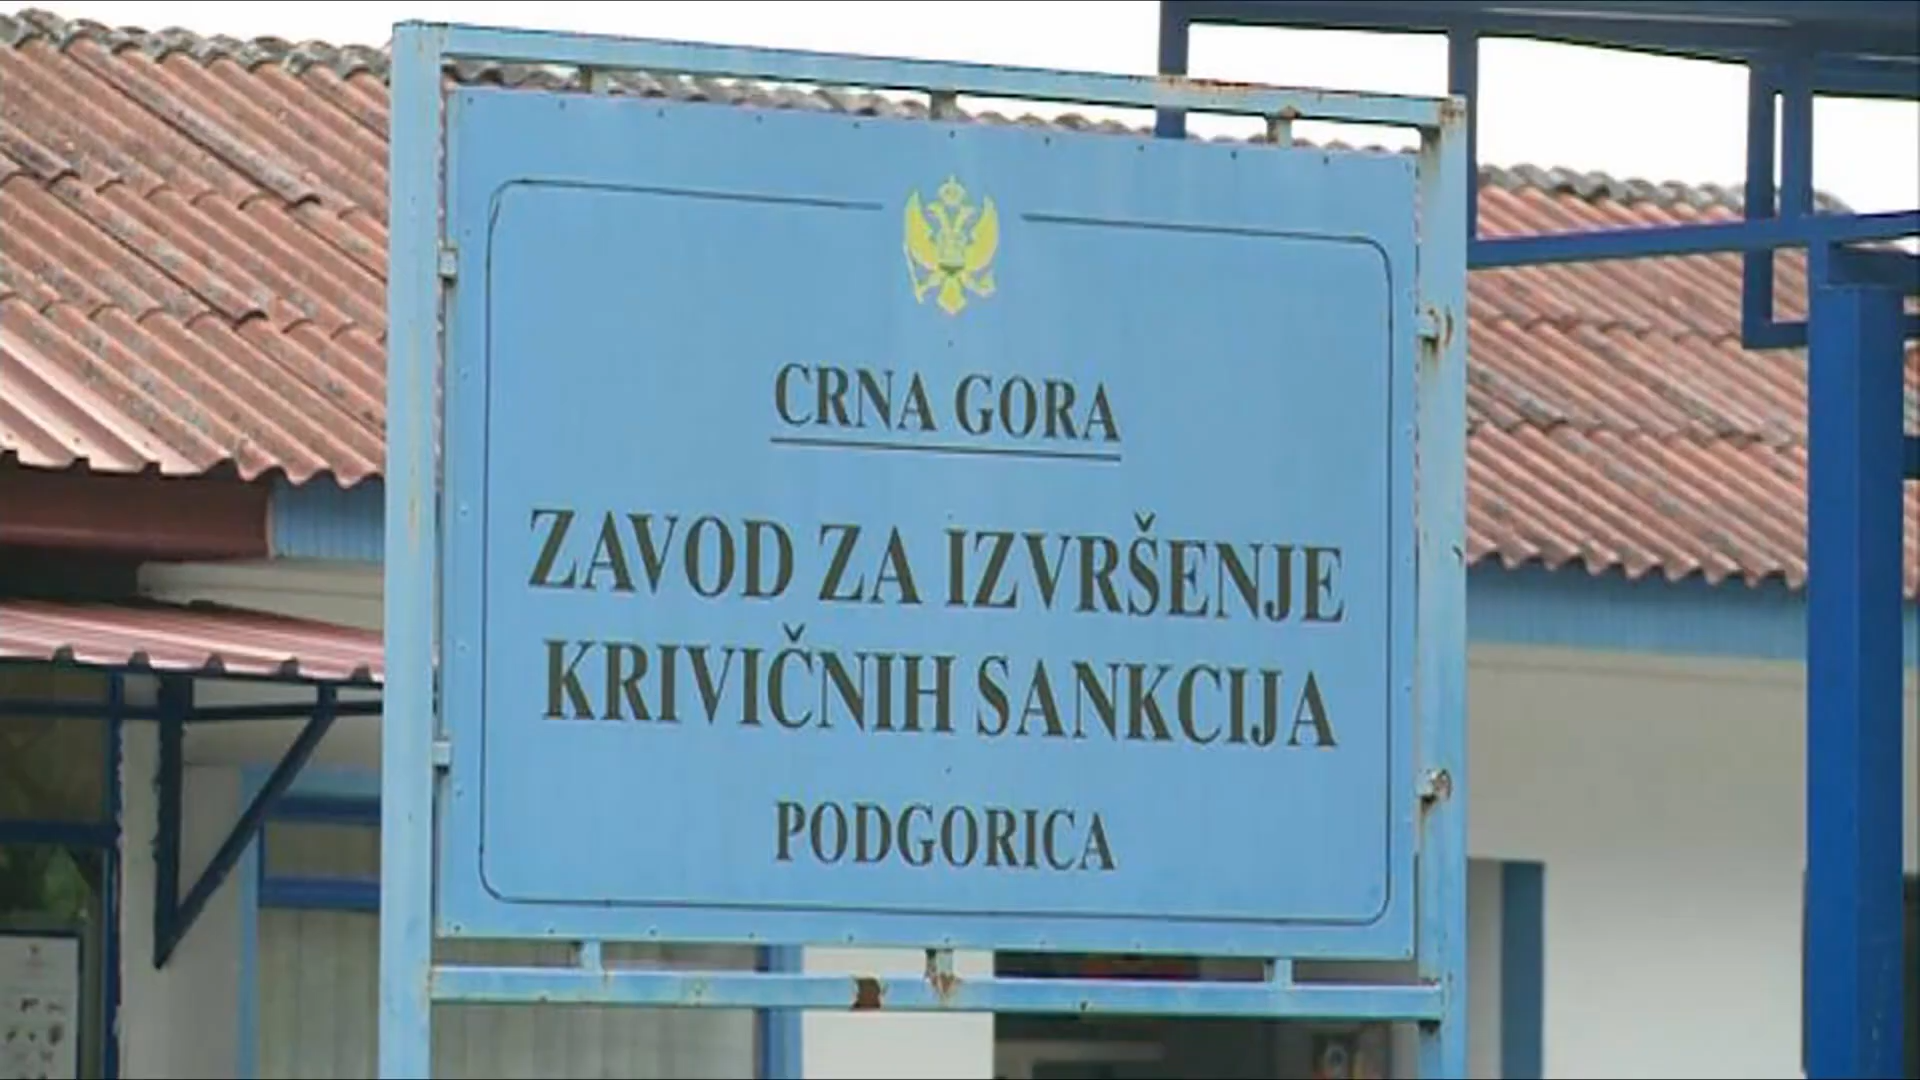 CRNA GORA
ZAVOD ZA IZVRŠENJE
KRIVIČNIH SANKCIJA
PODGORICA